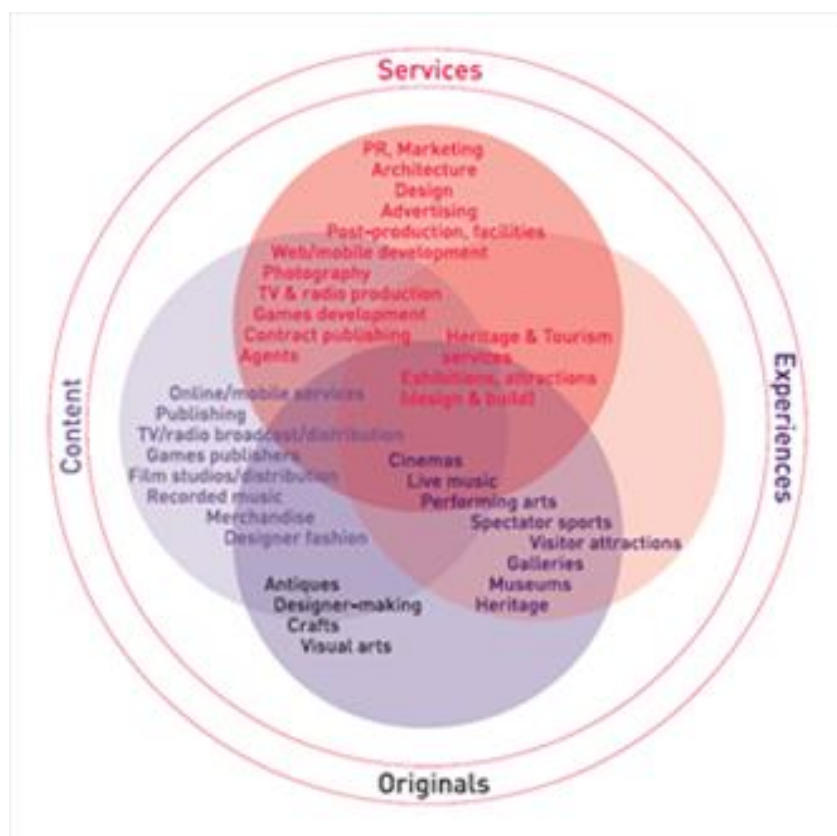 Services
PR, Marketing
Architecture
Design
Advertising
Post-production, facilities
Web/mobile development
Photography
TV & radio production
Games development
Contract publishing
Agents
Heritage & Tourism
services
Exhibitions, attractions
(design & build)
Content
Online/mobile services
Publishing
TV/radio broadcast/distribution
Games publishers
Film studios/distribution
Recorded music
Merchandise
Designer fashion
Experiences
Cinemas
Live music
Performing arts
Spectator sports
Visitor attractions
Galleries
Museums
Heritage
Antiques
Designer-making
Crafts
Visual arts
Originals